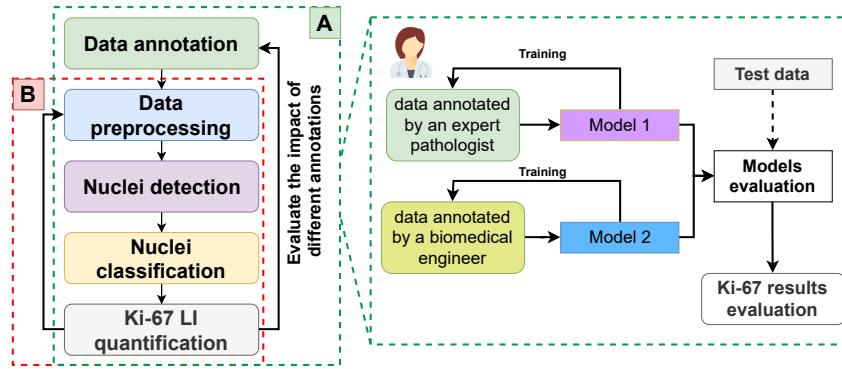 A
Data annotation
B
Data
preprocessing
Nuclei detection
Nuclei
classification
Ki-67 LI
quantification
Evaluate the impact of
different annotations
Training
data annotated
by an expert
pathologist
Model 1
Training
data annotated
by a biomedical
engineer
Model 2
Test data
Models
evaluation
Ki-67 results
evaluation